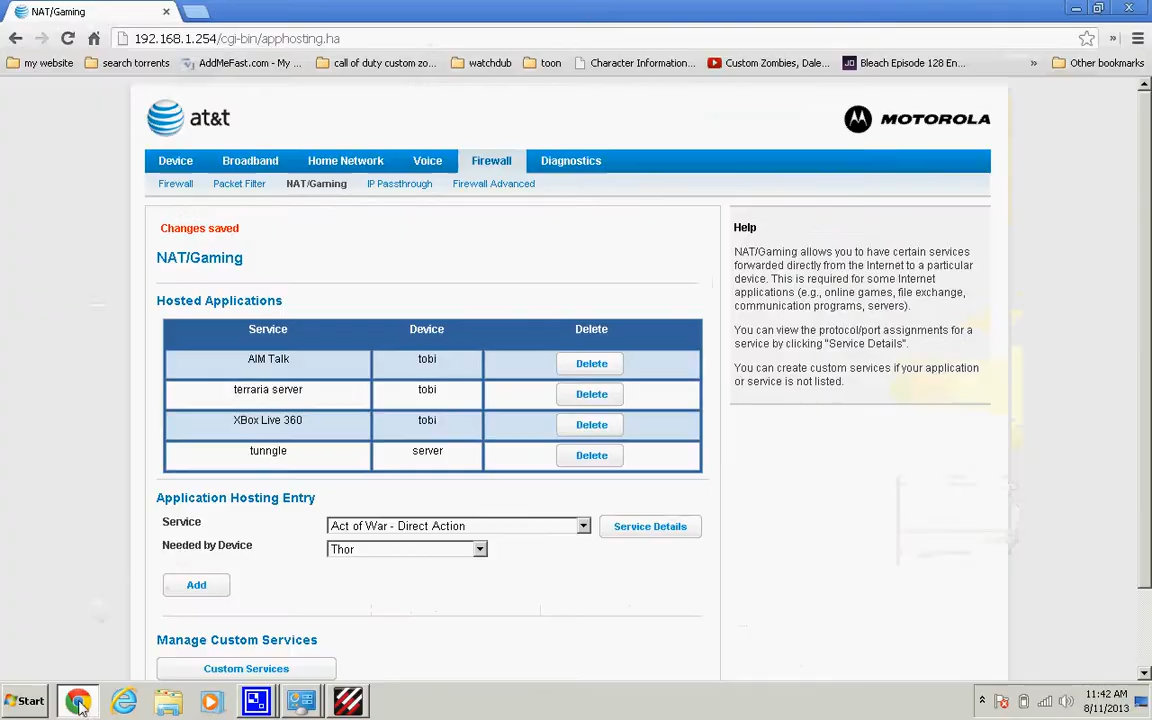 NAT/Gaming
192.168.1.254/cgi-bin/apphosting.ha
my website
search torrents
AddMeFast.com - My ...
call of duty custom zo...
watchdub
toon
Character Information...
Custom Zombies, Dale...
Bleach Episode 128 En...
Other bookmarks
at&t
MOTOROLA
Device Broadband Home Network Voice Firewall Diagnostics
Firewall Packet Filter NAT/Gaming IP Passthrough Firewall Advanced
Changes saved
NAT/Gaming
Hosted Applications
Service Device Delete
AIM Talk tobi Delete
terraria server tobi Delete
XBox Live 360 tobi Delete
tunngle server Delete
Application Hosting Entry
Service Act of War - Direct Action Service Details
Needed by Device Thor
Add
Manage Custom Services
Custom Services
Help
NAT/Gaming allows you to have certain services
forwarded directly from the Internet to a particular
device. This is required for some Internet
applications (e.g., online games, file exchange,
communication programs, servers).
You can view the protocol/port assignments for a
service by clicking "Service Details".
You can create custom services if your application
or service is not listed.
Start
11:42 AM
8/11/2013